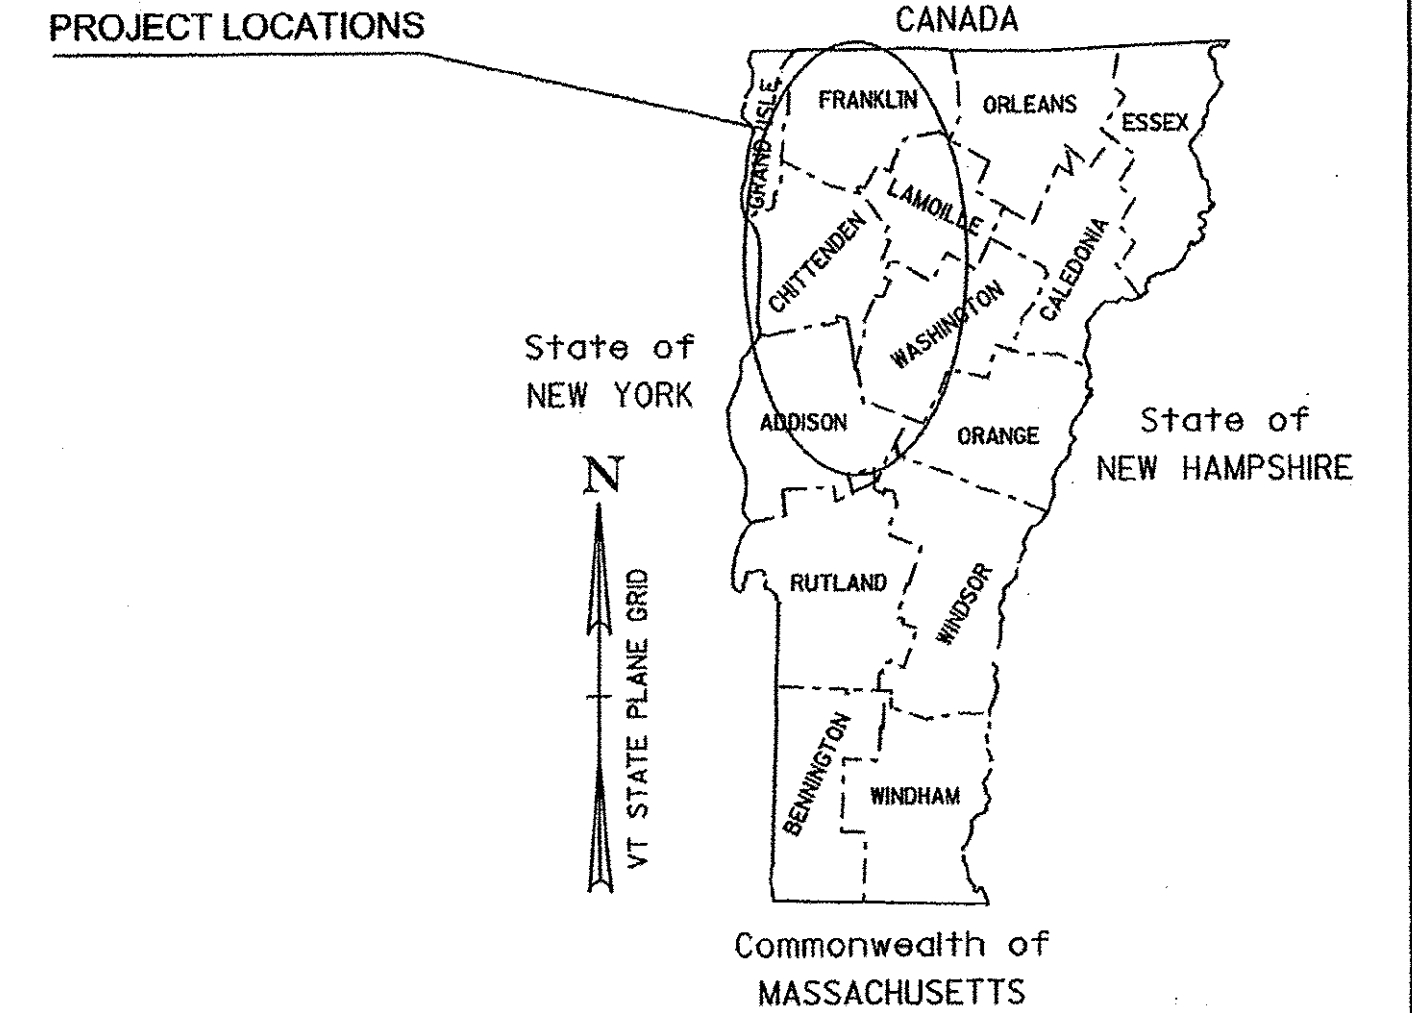 PROJECT LOCATIONS
CANADA
FRANKLIN
ORLEANS
ESSEX
GRAND ISLE
LAMOILLE
CHITTENDEN
CALEDONIA
WASHINGTON
State of
NEW YORK
ADDISON
ORANGE
State of
NEW HAMPSHIRE
N
VT STATE PLANE GRID
RUTLAND
WINDSOR
BENNINGTON
WINDHAM
Commonwealth of
MASSACHUSETTS